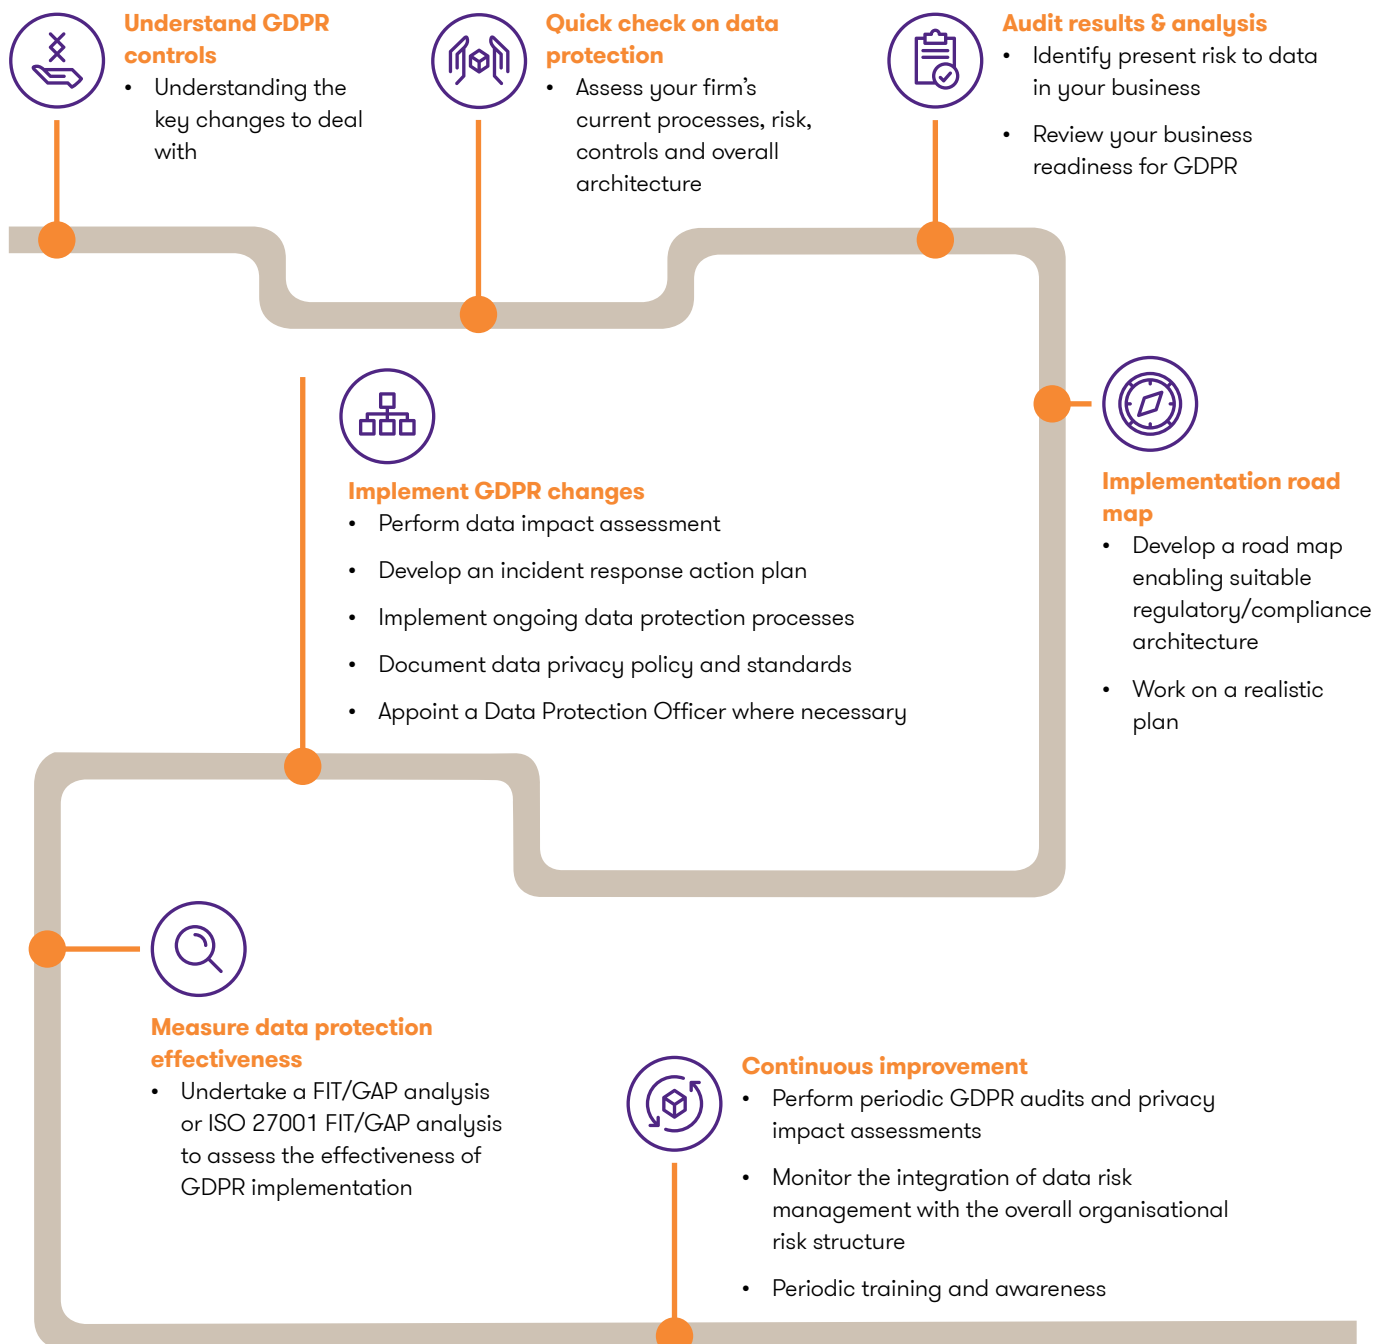 Understand GDPR
controls
• Understanding the
key changes to deal
with
Quick check on data
protection
• Assess your firm's
current processes, risk,
controls and overall
architecture
Audit results & analysis
• Identify present risk to data
in your business
• Review your business
readiness for GDPR
Implementation road
map
• Develop a road map
enabling suitable
regulatory/compliance
architecture
• Work on a realistic
plan
Implement GDPR changes
• Perform data impact assessment
• Develop an incident response action plan
• Implement ongoing data protection processes
• Document data privacy policy and standards
• Appoint a Data Protection Officer where necessary
Measure data protection
effectiveness
• Undertake a FIT/GAP analysis
or ISO 27001 FIT/GAP analysis
to assess the effectiveness of
GDPR implementation
Continuous improvement
• Perform periodic GDPR audits and privacy
impact assessments
• Monitor the integration of data risk
management with the overall organisational
risk structure
• Periodic training and awareness